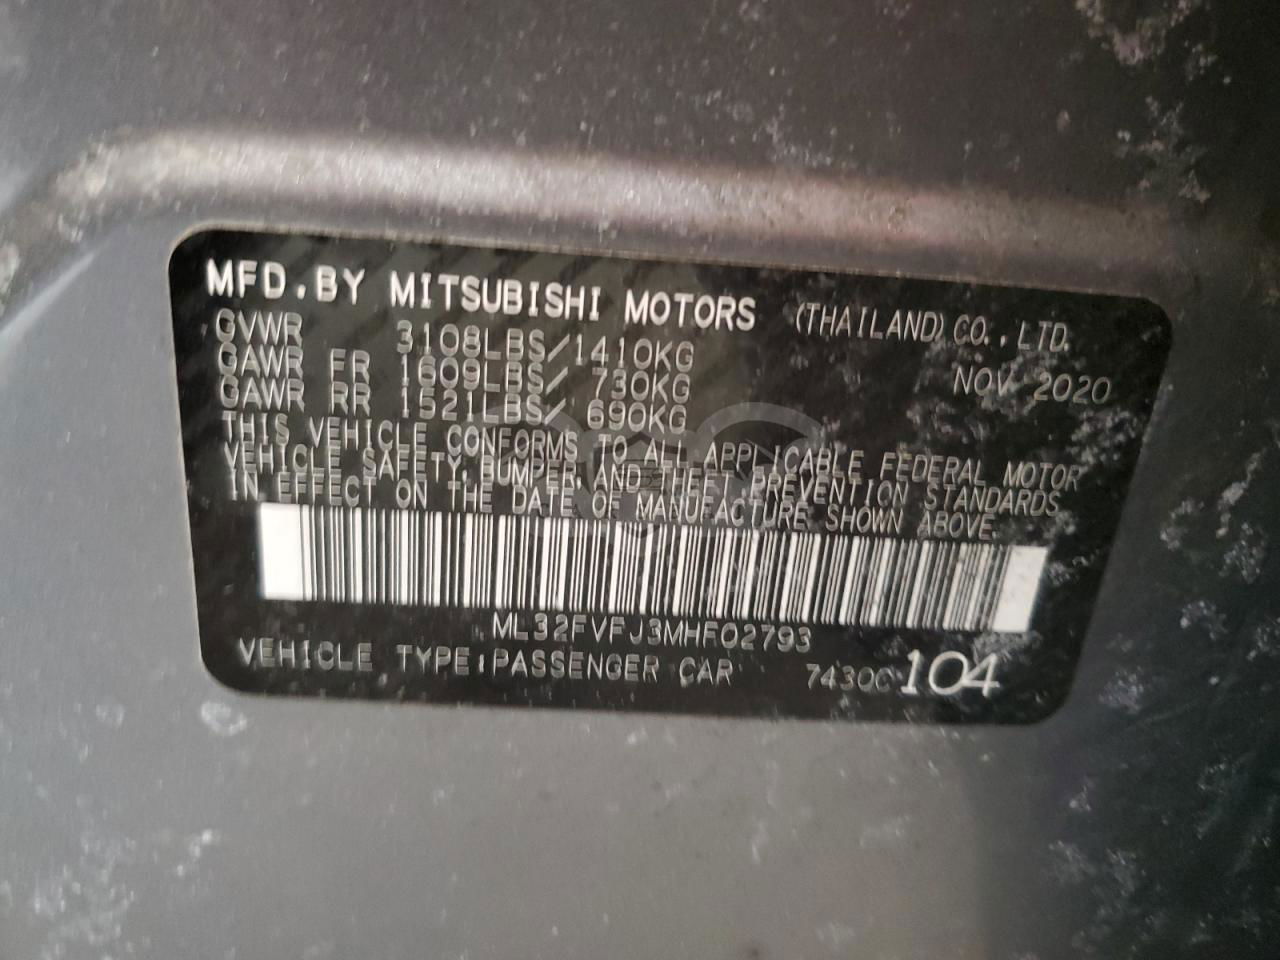 MFD.BY MITSUBISHI MOTORS (THAILAND) CO., LTD.
GVWR 3108LBS/1410KG
GAWR FR 1609LBS/ 730KG NOV 2020
GAWR RR 1521LBS/ 690KG
THIS VEHICLE CONFORMS TO ALL APPLICABLE FEDERAL MOTOR
VEHICLE SAFETY, BUMPER, AND THEFT PREVENTION STANDARDS
IN EFFECT ON THE DATE OF MANUFACTURE SHOWN ABOVE.
ML32FVFJ3MHF02793
VEHICLE TYPE:PASSENGER CAR 7430C 104